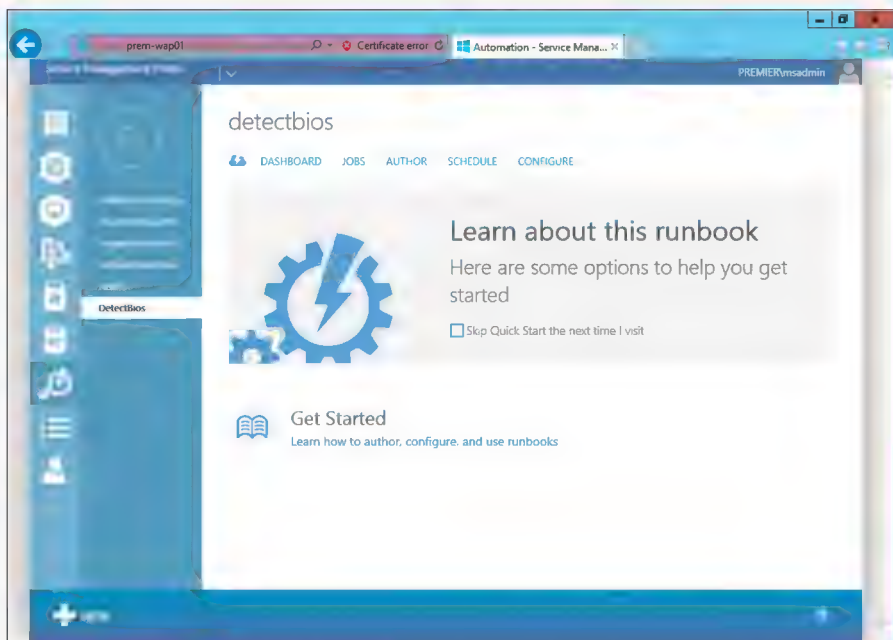 prem-wap01
Certificate error
Automation - Service Mana...
PREMIER\msadmin
detectbios
DASHBOARD JOBS AUTHOR SCHEDULE CONFIGURE
Learn about this runbook
Here are some options to help you get
started
Skip Quick Start the next time I visit
DetectBios
Get Started
Learn how to author, configure, and use runbooks